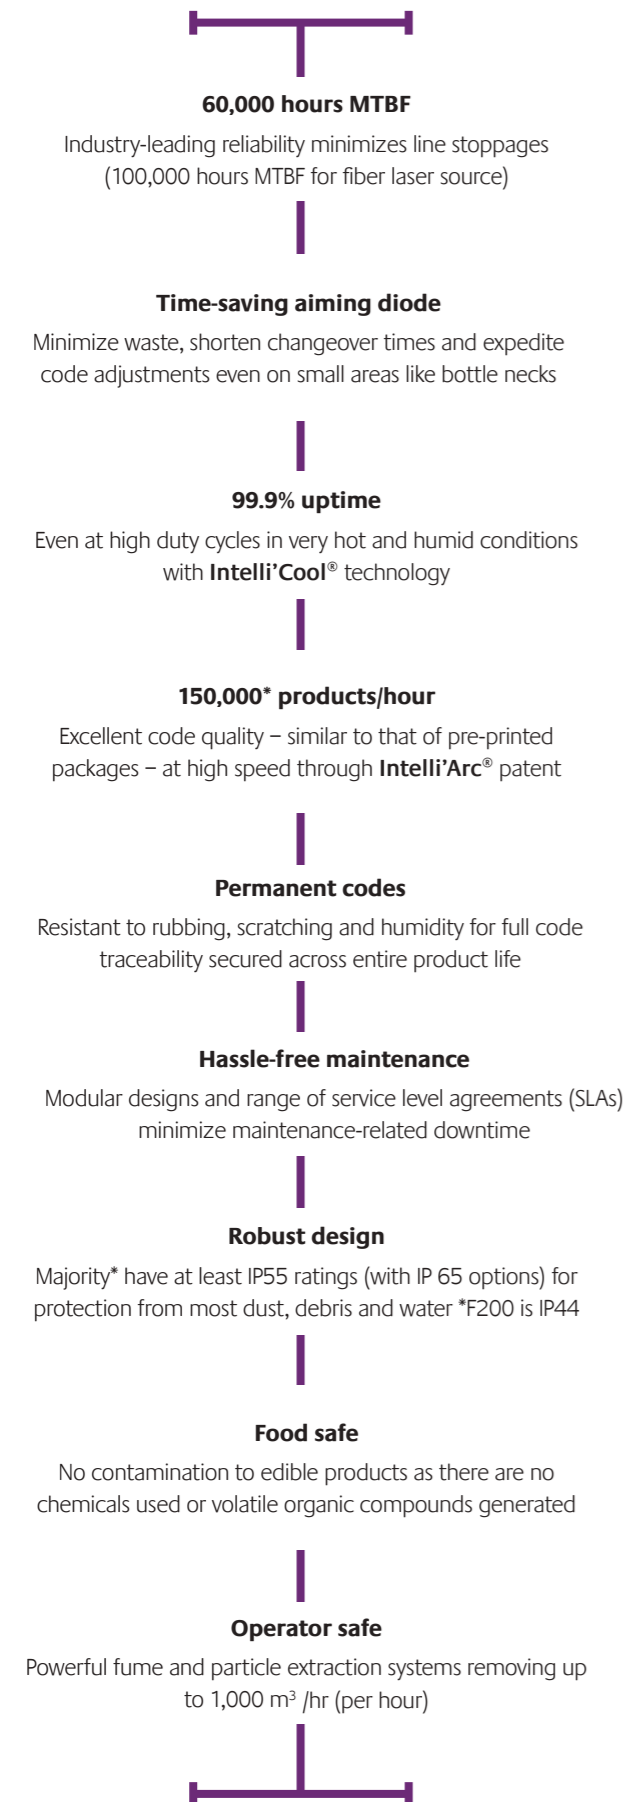 60,000 hours MTBF
Industry-leading reliability minimizes line stoppages
(100,000 hours MTBF for fiber laser source)
Time-saving aiming diode
Minimize waste, shorten changeover times and expedite
code adjustments even on small areas like bottle necks
99.9% uptime
Even at high duty cycles in very hot and humid conditions
with Intelli’Cool® technology
150,000* products/hour
Excellent code quality – similar to that of pre-printed
packages – at high speed through Intelli’Arc® patent
Permanent codes
Resistant to rubbing, scratching and humidity for full code
traceability secured across entire product life
Hassle-free maintenance
Modular designs and range of service level agreements (SLAs)
minimize maintenance-related downtime
Robust design
Majority* have at least IP55 ratings (with IP 65 options) for
protection from most dust, debris and water *F200 is IP44
Food safe
No contamination to edible products as there are no
chemicals used or volatile organic compounds generated
Operator safe
Powerful fume and particle extraction systems removing up
to 1,000 m³ /hr (per hour)